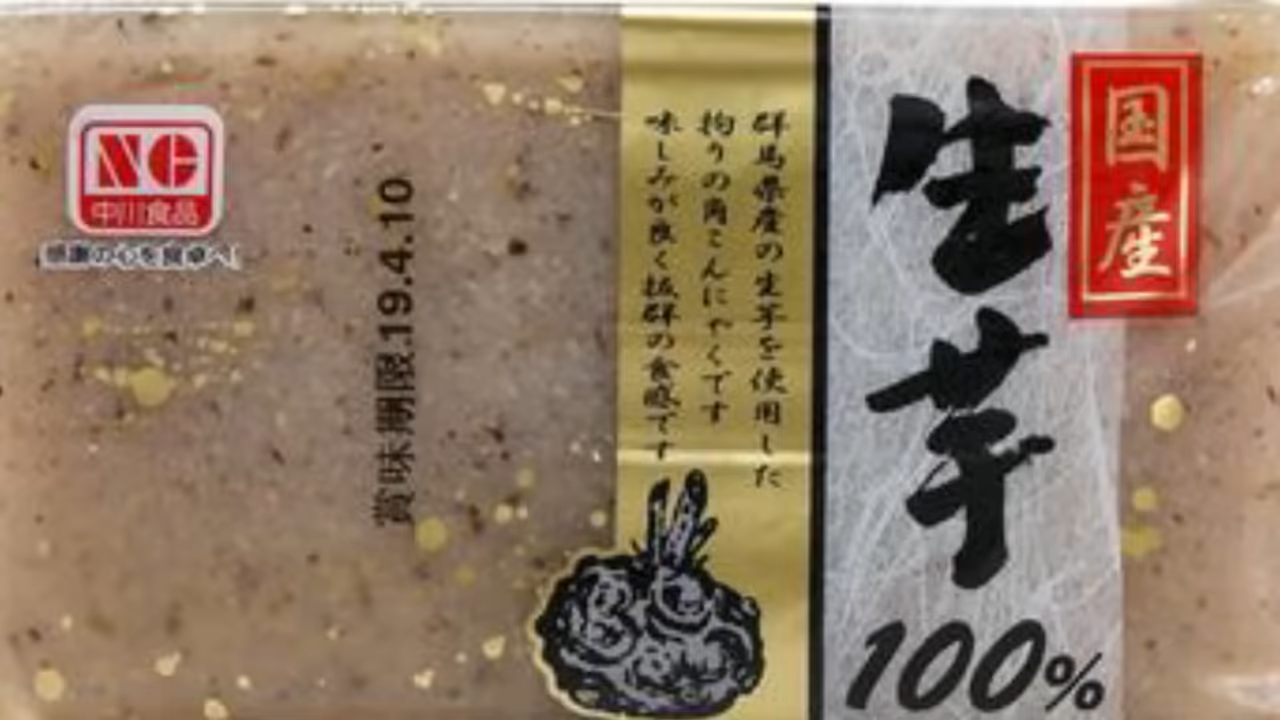 国産
生芋
100%
群馬県産の生芋を使用した
拘りの角こんにゃくです
味しみが良く抜群の食感です
賞味期限.19.4.10
NC
中川食品
感謝の心を食卓へ!